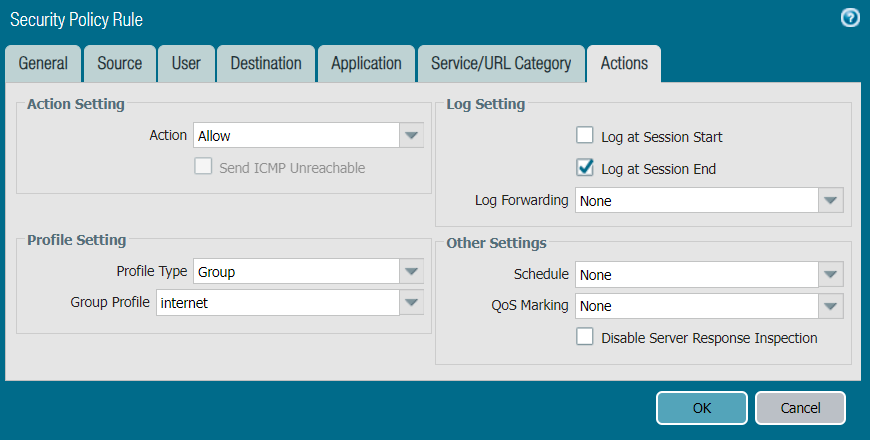 Security Policy Rule
?
General
Source
User
Destination
Application
Service/URL Category
Actions
Action Setting
Action Allow
Send ICMP Unreachable
Profile Setting
Profile Type Group
Group Profile internet
Log Setting
Log at Session Start
Log at Session End
Log Forwarding None
Other Settings
Schedule None
QoS Marking None
Disable Server Response Inspection
OK
Cancel